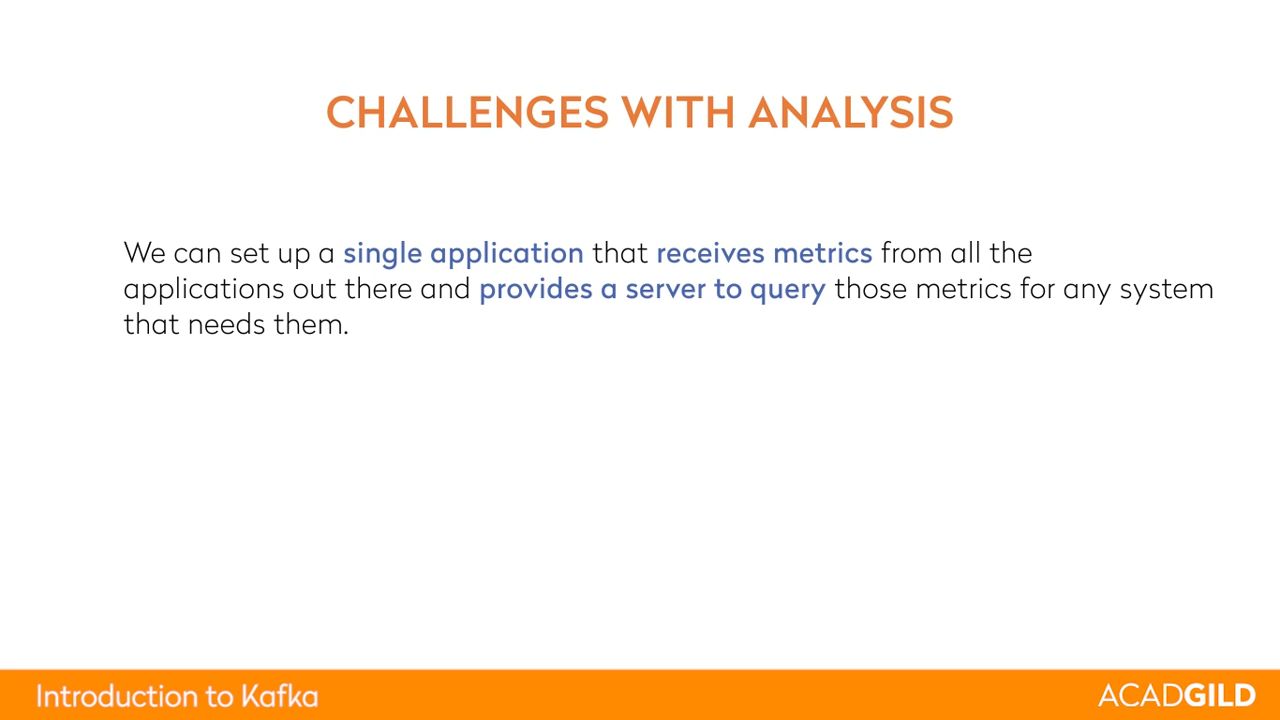 CHALLENGES WITH ANALYSIS
We can set up a single application that receives metrics from all the
applications out there and provides a server to query those metrics for any system
that needs them.
Introduction to Kafka
ACADGILD